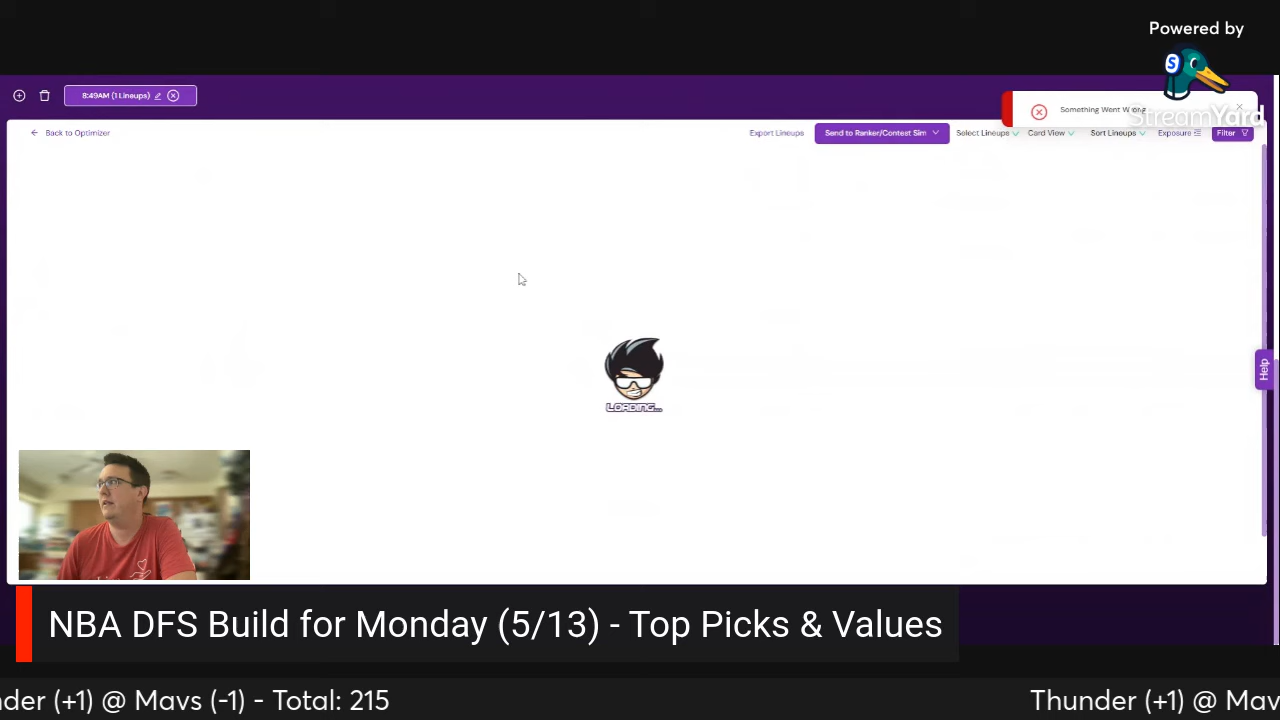 Powered by
StreamYard
8:49AM (1 Lineups)
Something Went Wrong
Back to Optimizer
Export Lineups
Send to Ranker/Contest Sim
Select Lineups
Card View
Sort Lineups
Exposure
Filter
LOADING...
Help
NBA DFS Build for Monday (5/13) - Top Picks & Values
nder (+1) @ Mavs (-1) - Total: 215
Thunder (+1) @ Mav